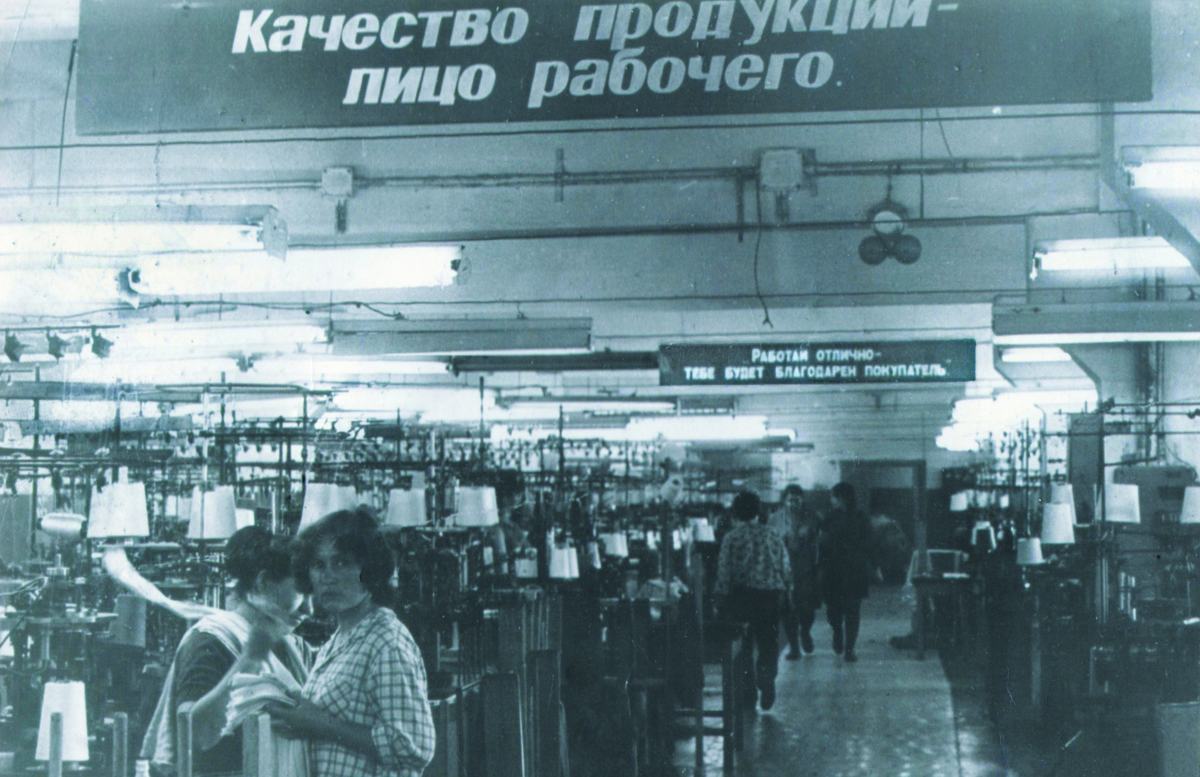 Качество продукции-
лицо рабочего.
РАБОТАЙ ОТЛИЧНО-
ТЕБЕ БУДЕТ БЛАГОДАРЕН ПОКУПАТЕЛЬ